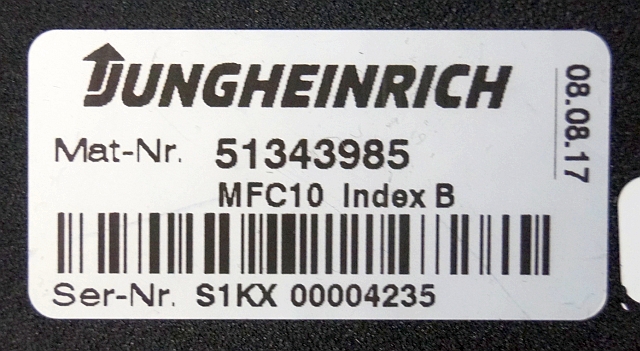 JUNGHEINRICH
08.08.17
Mat-Nr. 51343985
MFC10 Index B
Ser-Nr. S1KX 00004235